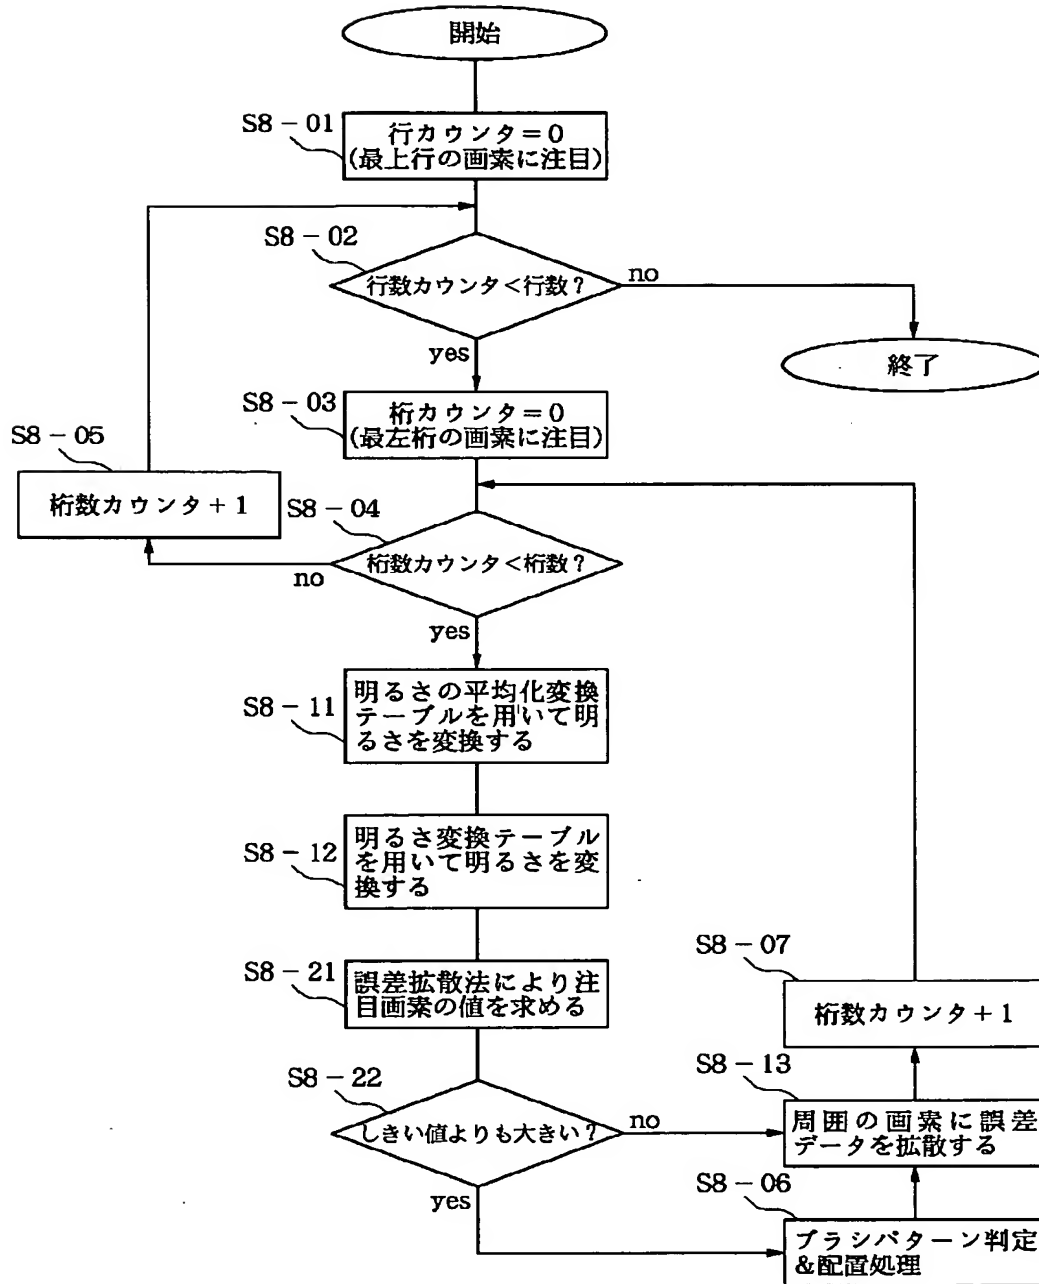 開始
S8-01
行カウンタ=0
(最上行の画素に注目)
S8-02
行数カウンタ<行数?
no
yes
終了
S8-03
桁カウンタ=0
(最左桁の画素に注目)
S8-05
桁数カウンタ+1
S8-04
桁数カウンタ<桁数?
no
yes
S8-11
明るさの平均化変換
テーブルを用いて明
るさを変換する
S8-12
明るさ変換テーブル
を用いて明るさを変
換する
S8-21
誤差拡散法により注
目画素の値を求める
S8-07
桁数カウンタ+1
S8-22
しきい値よりも大きい?
no
yes
S8-13
周囲の画素に誤差
データを拡散する
S8-06
ブラシパターン判定
&配置処理